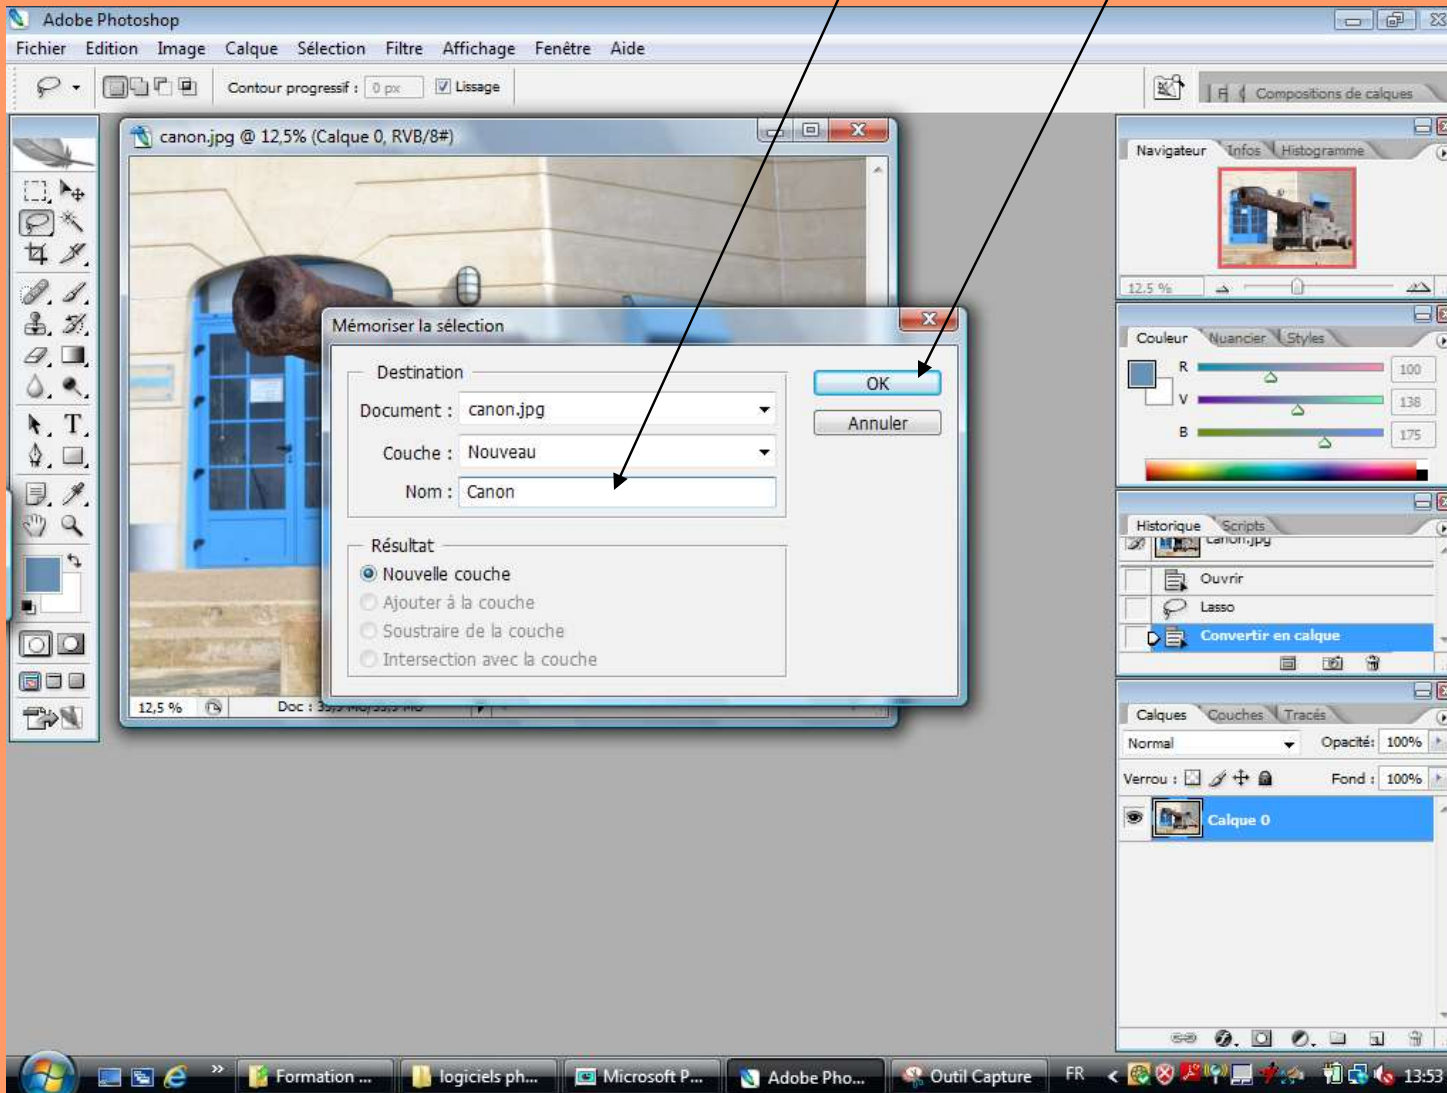 Adobe Photoshop
Fichier Edition Image Calque Sélection Filtre Affichage Fenêtre Aide
Contour progressif : 0 px Lissage
Compositions de calques
canon.jpg @ 12,5% (Calque 0, RVB/8#)
Navigateur Infos Histogramme
12.5 %
Mémoriser la sélection
Destination
Document : canon.jpg
Couche : Nouveau
Nom : Canon
OK
Annuler
Résultat
Nouvelle couche
Ajouter à la couche
Soustraire de la couche
Intersection avec la couche
12,5 % Doc :
Couleur Nuancier Styles
R 100
V 138
B 175
Historique Scripts
canon.jpg
Ouvrir
Lasso
Convertir en calque
Calques Couches Tracés
Normal Opacité: 100%
Verrou : Fond : 100%
Calque 0
Formation ... logiciels ph... Microsoft P... Adobe Pho... Outil Capture FR 13:53